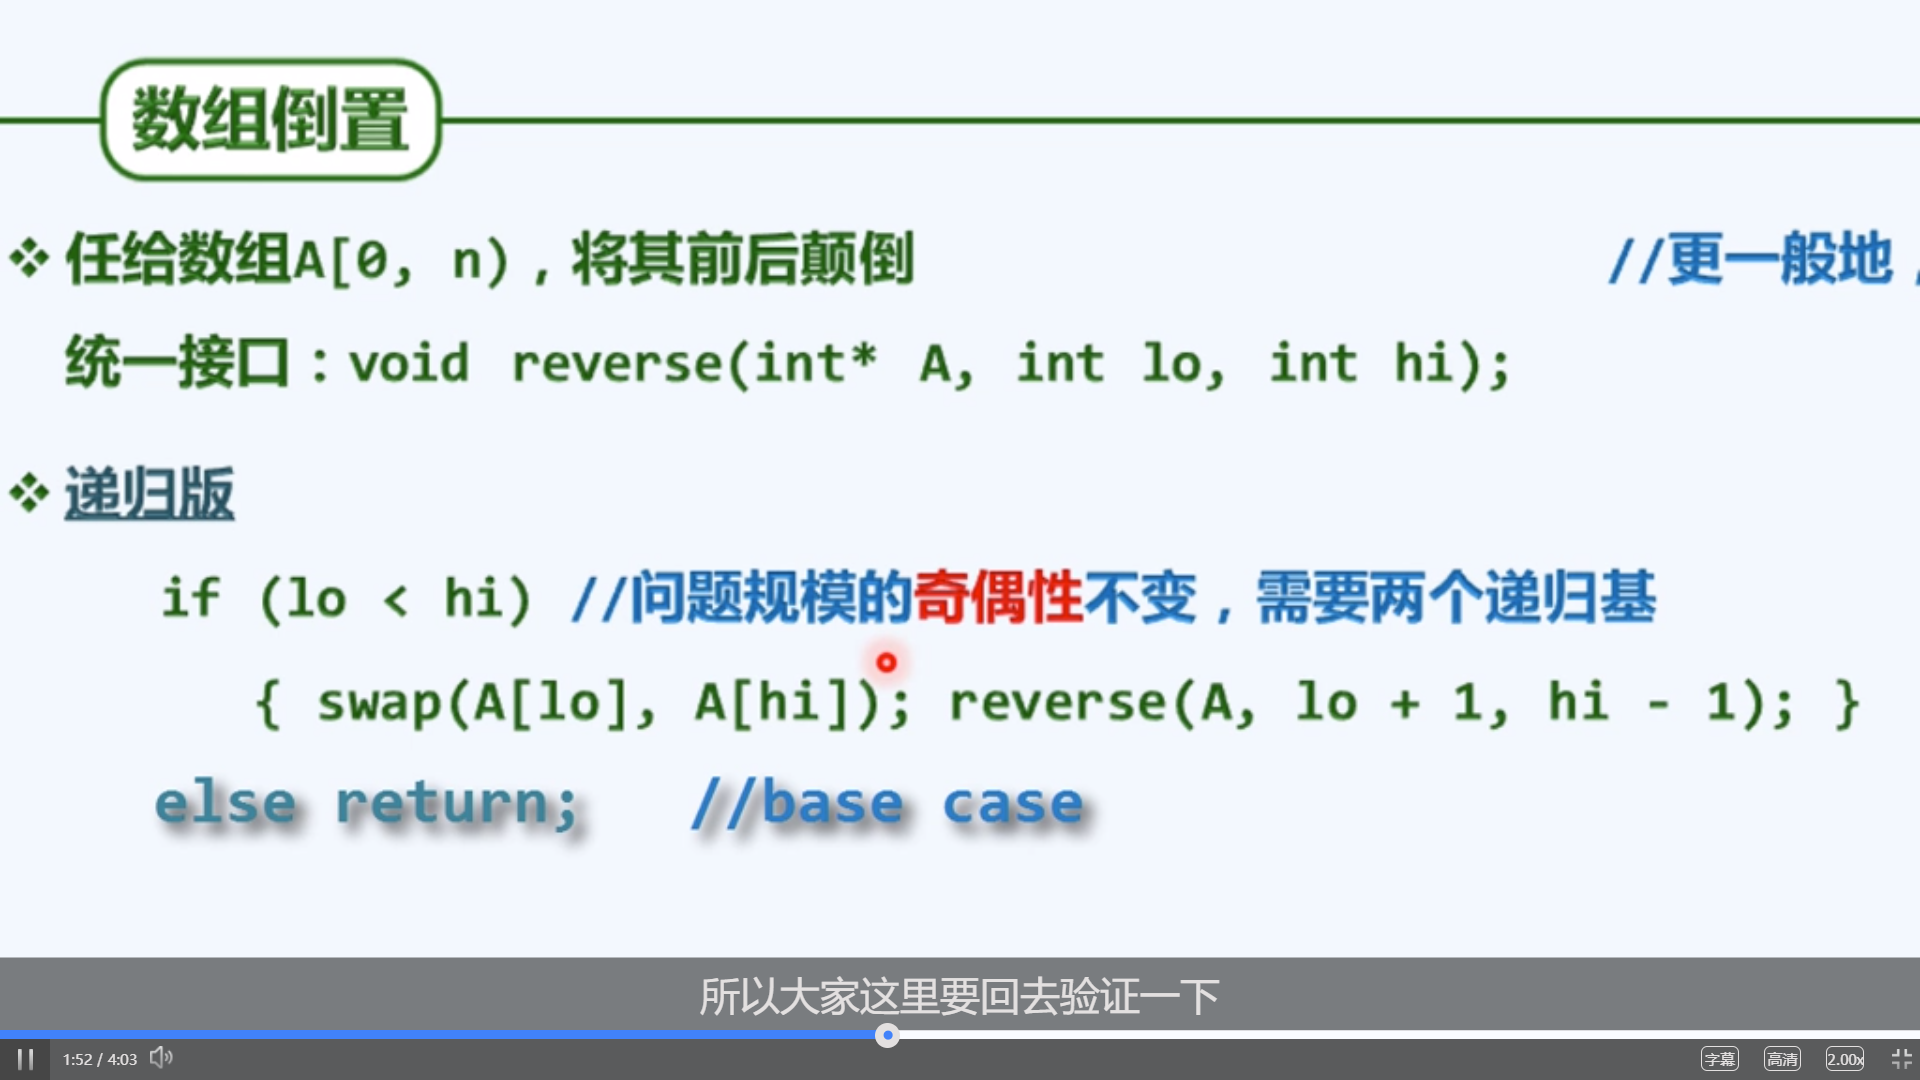 数组倒置
任给数组A[0, n)，将其前后颠倒 //更一般地，
统一接口：void reverse(int* A, int lo, int hi);
递归版
if (lo < hi) //问题规模的奇偶性不变，需要两个递归基
{ swap(A[lo], A[hi]); reverse(A, lo + 1, hi - 1); }
else return; //base case
所以大家这里要回去验证一下
1:52 / 4:03 字幕 高清 2.00x